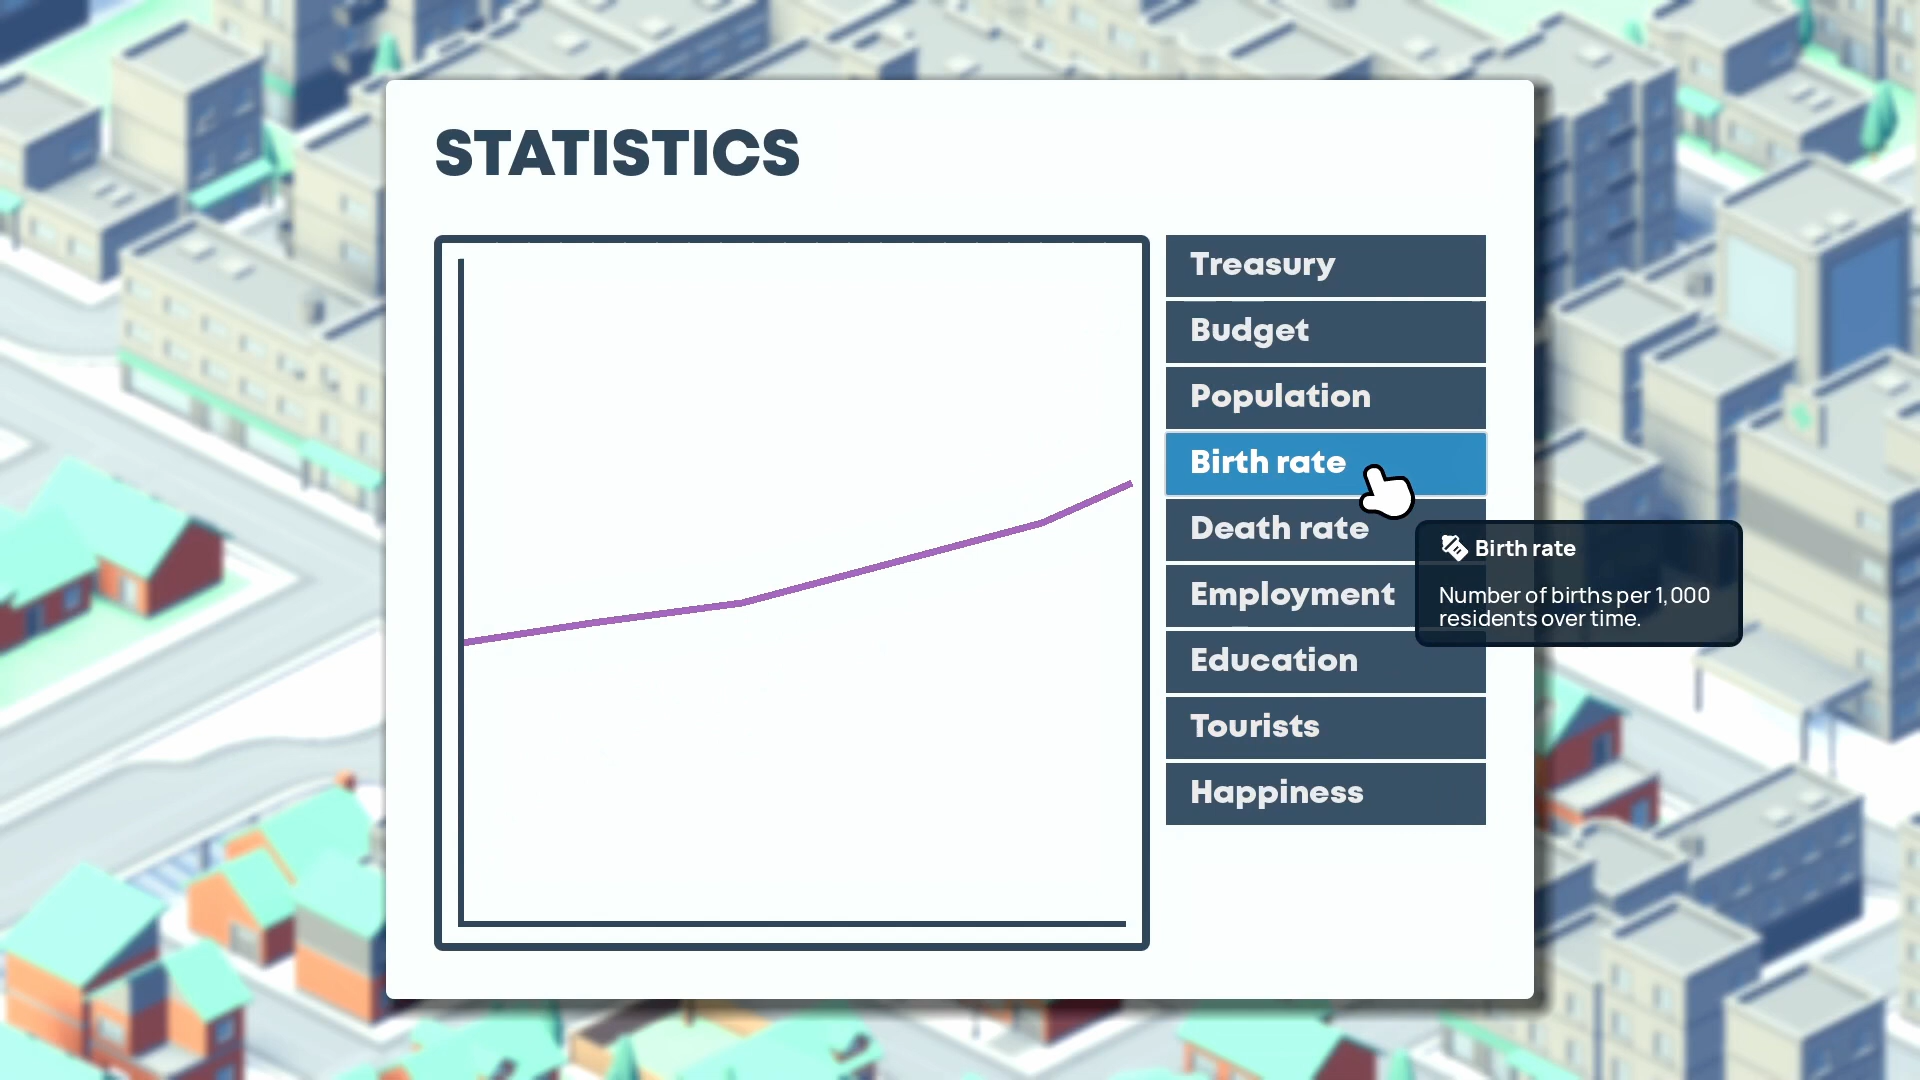 STATISTICS
Treasury
Budget
Population
Birth rate
Death rate
Employment
Education
Tourists
Happiness
Birth rate
Number of births per 1,000
residents over time.